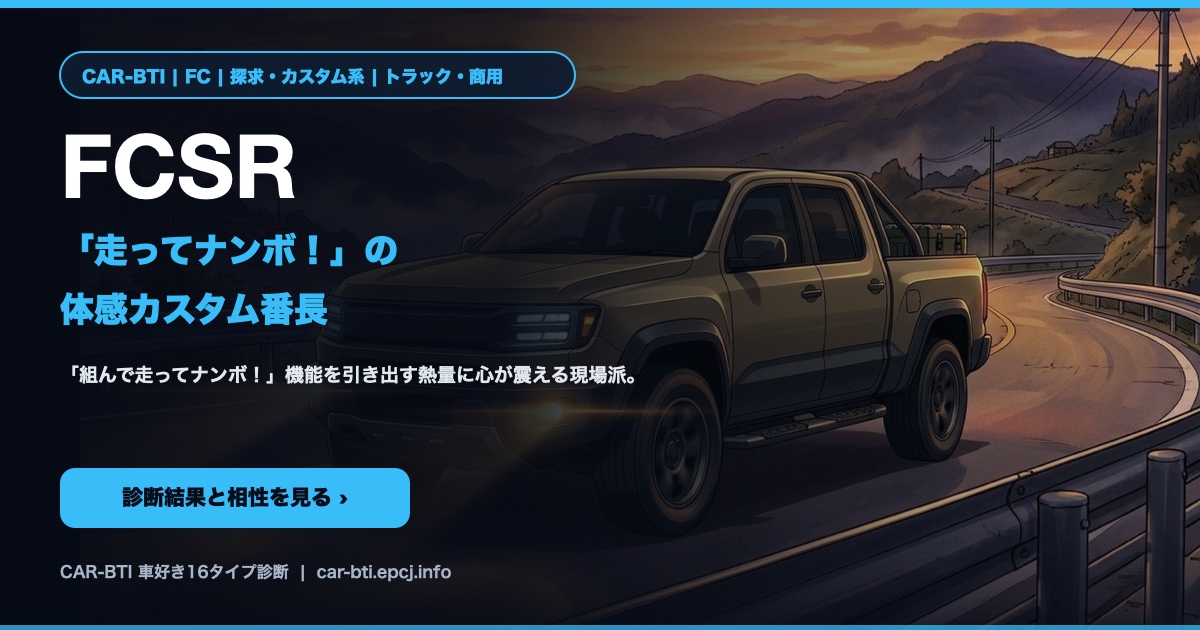 CAR-BTI | FC | 探求・カスタム系 | トラック・商用
FCSR
「走ってナンボ！」の
体感カスタム番長
「組んで走ってナンボ！」機能を引き出す熱量に心が震える現場派。
診断結果と相性を見る ›
CAR-BTI 車好き16タイプ診断 | car-bti.epcj.info